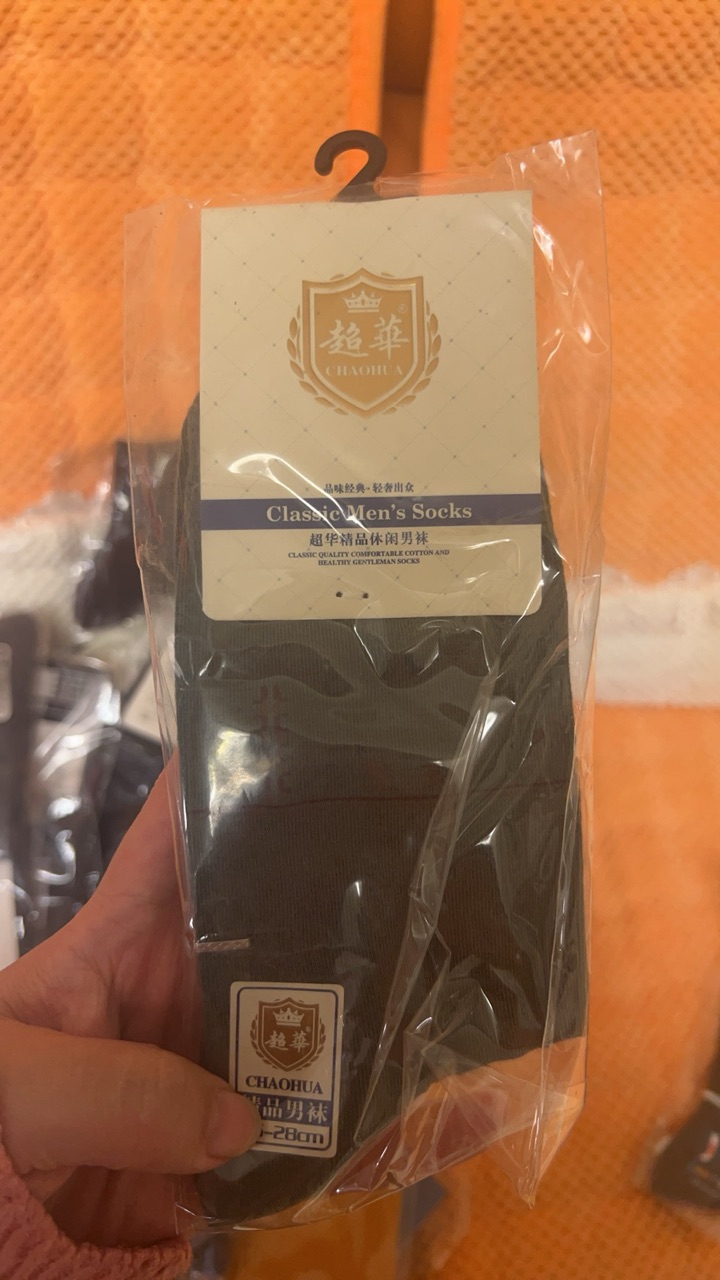 超華
CHAOHUA
品味经典·轻奢出众
Classic Men's Socks
超华精品休闲男袜
CLASSIC QUALITY COMFORTABLE COTTON AND
HEALTHY GENTLEMAN SOCKS
超華
CHAOHUA
精品男袜
-28cm